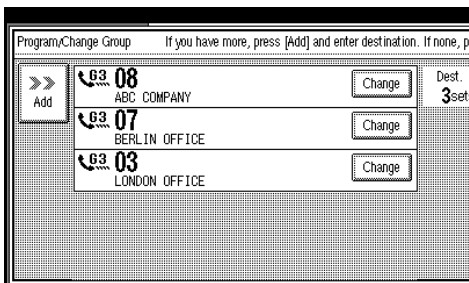 Program/Change Group If you have more, press [Add] and enter destination. If none, p
>> Add
G3 08
ABC COMPANY
Change
G3 07
BERLIN OFFICE
Change
G3 03
LONDON OFFICE
Change
Dest.
3set